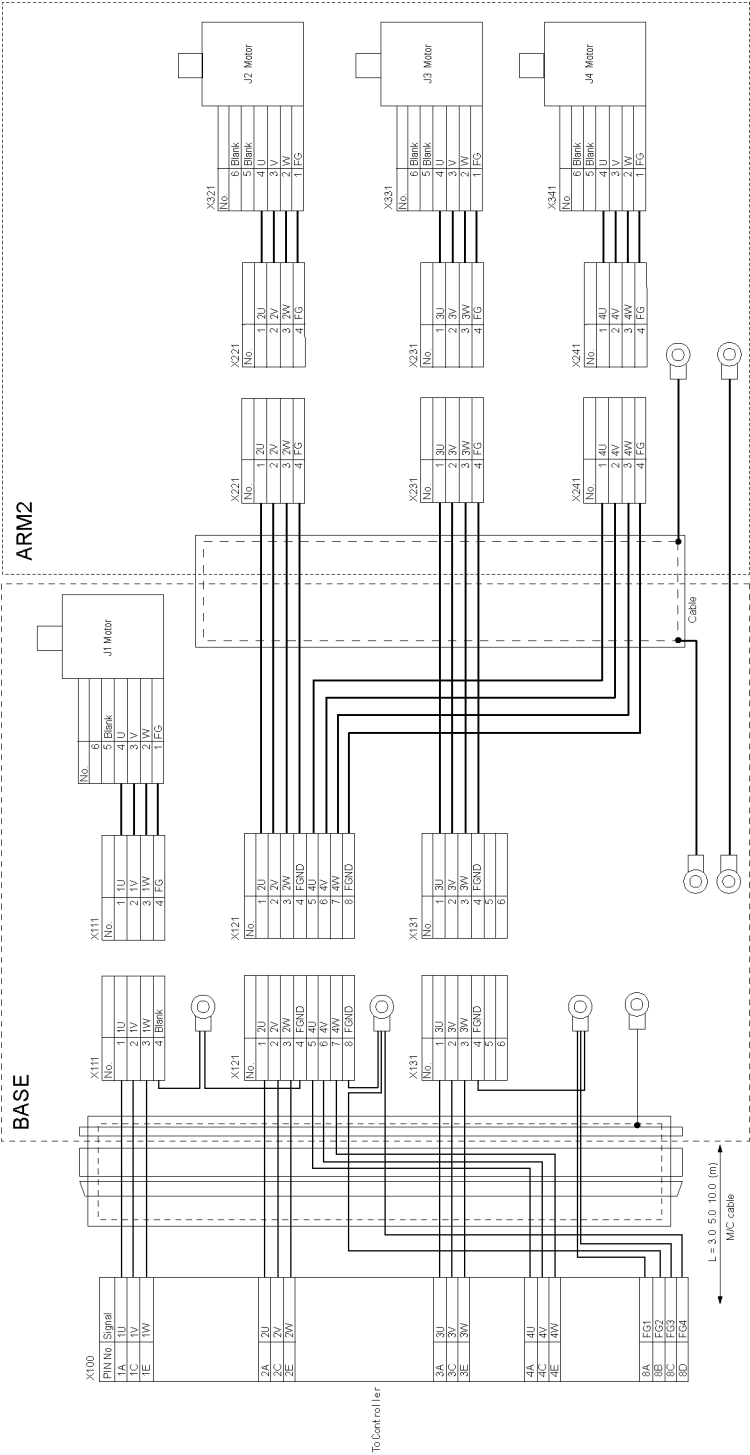 ARM2
J2 Motor
X321
No.
6 Blank
5 Blank
4 U
3 V
2 W
1 FG
J3 Motor
X331
No.
6 Blank
5 Blank
4 U
3 V
2 W
1 FG
J4 Motor
X341
No.
6 Blank
5 Blank
4 U
3 V
2 W
1 FG
X221
No.
1 2U
2 2V
3 2W
4 FG
X231
No.
1 3U
2 3V
3 3W
4 FG
X241
No.
1 4U
2 4V
3 4W
4 FG
X221
No.
1 2U
2 2V
3 2W
4 FG
X231
No.
1 3U
2 3V
3 3W
4 FG
X241
No.
1 4U
2 4V
3 4W
4 FG
Cable
BASE
J1 Motor
No.
6
5 Blank
4 U
3 V
2 W
1 FG
X111
No.
1 1U
2 1V
3 1W
4 FG
X121
No.
1 2U
2 2V
3 2W
4 FGND
5 4U
6 4V
7 4W
8 FGND
X131
No.
1 3U
2 3V
3 3W
4 FGND
5
6
X111
No.
1 1U
2 1V
3 1W
4 Blank
X121
No.
1 2U
2 2V
3 2W
4 FGND
5 4U
6 4V
7 4W
8 FGND
X131
No.
1 3U
2 3V
3 3W
4 FGND
5
6
L = 3.0 5.0 10.0 (m)
M/C cable
X100
PIN No. Signal
1A 1U
1C 1V
1E 1W
2A 2U
2C 2V
2E 2W
3A 3U
3C 3V
3E 3W
4A 4U
4C 4V
4E 4W
8A FG1
8B FG2
8C FG3
8D FG4
To Controller